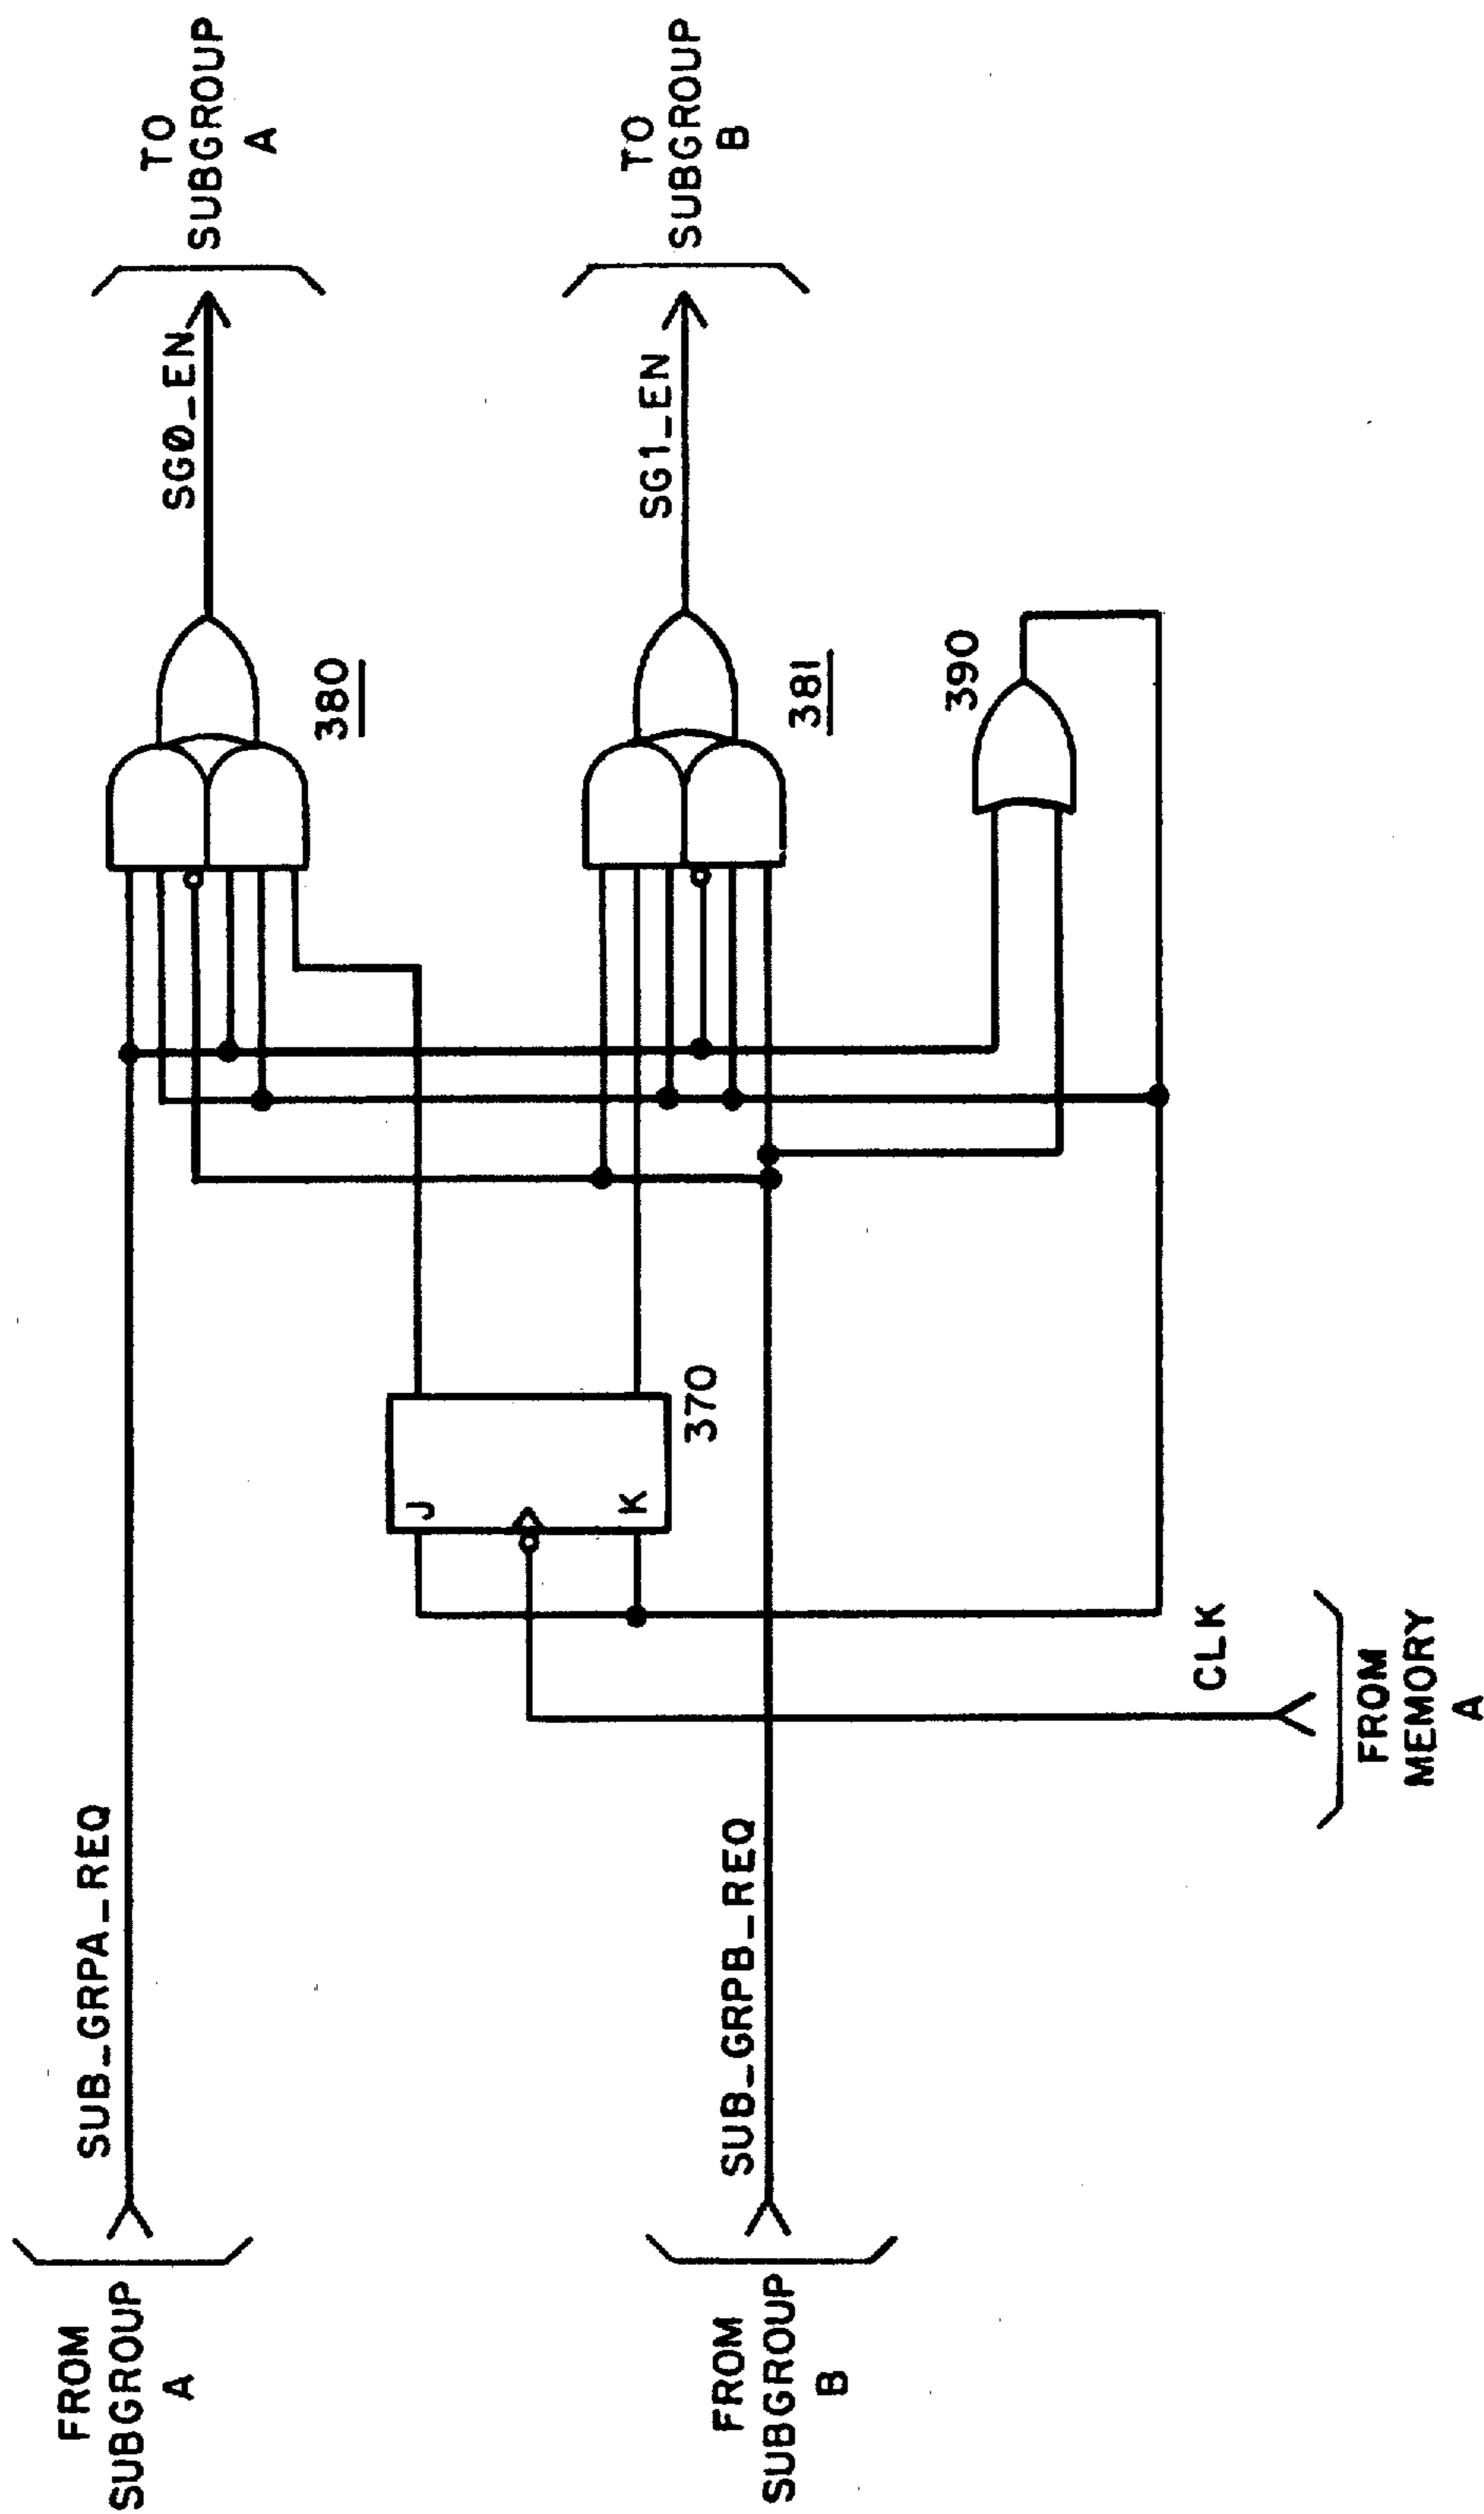 FROM
SUBGROUP
A
SUB_GRPA_REQ
SG0_EN
TO
SUBGROUP
A
380
J
K
370
FROM
SUBGROUP
B
SUB_GRPB_REQ
SG1_EN
TO
SUBGROUP
B
381
390
CLK
FROM
MEMORY
A